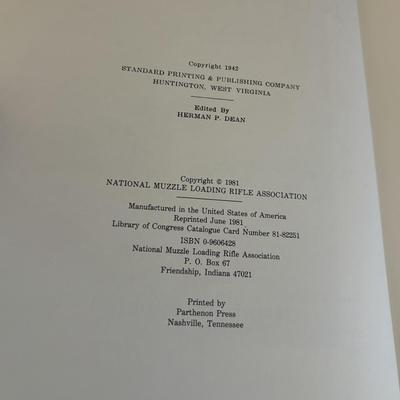 Copyright 1942
STANDARD PRINTING & PUBLISHING COMPANY
HUNTINGTON, WEST VIRGINIA
Edited By
HERMAN P. DEAN
Copyright © 1981
NATIONAL MUZZLE LOADING RIFLE ASSOCIATION
Manufactured in the United States of America
Reprinted June 1981
Library of Congress Catalogue Card Number 81-82251
ISBN 0-9606428
National Muzzle Loading Rifle Association
P. O. Box 67
Friendship, Indiana 47021
Printed by
Parthenon Press
Nashville, Tennessee